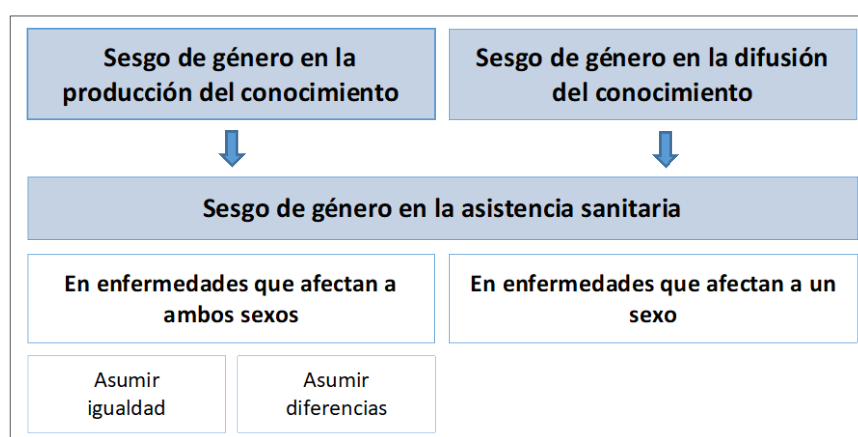 Sesgo de género en la
producción del conocimiento
Sesgo de género en la difusión
del conocimiento
Sesgo de género en la asistencia sanitaria
En enfermedades que afectan a
ambos sexos
En enfermedades que afectan a un
sexo
Asumir
igualdad
Asumir
diferencias